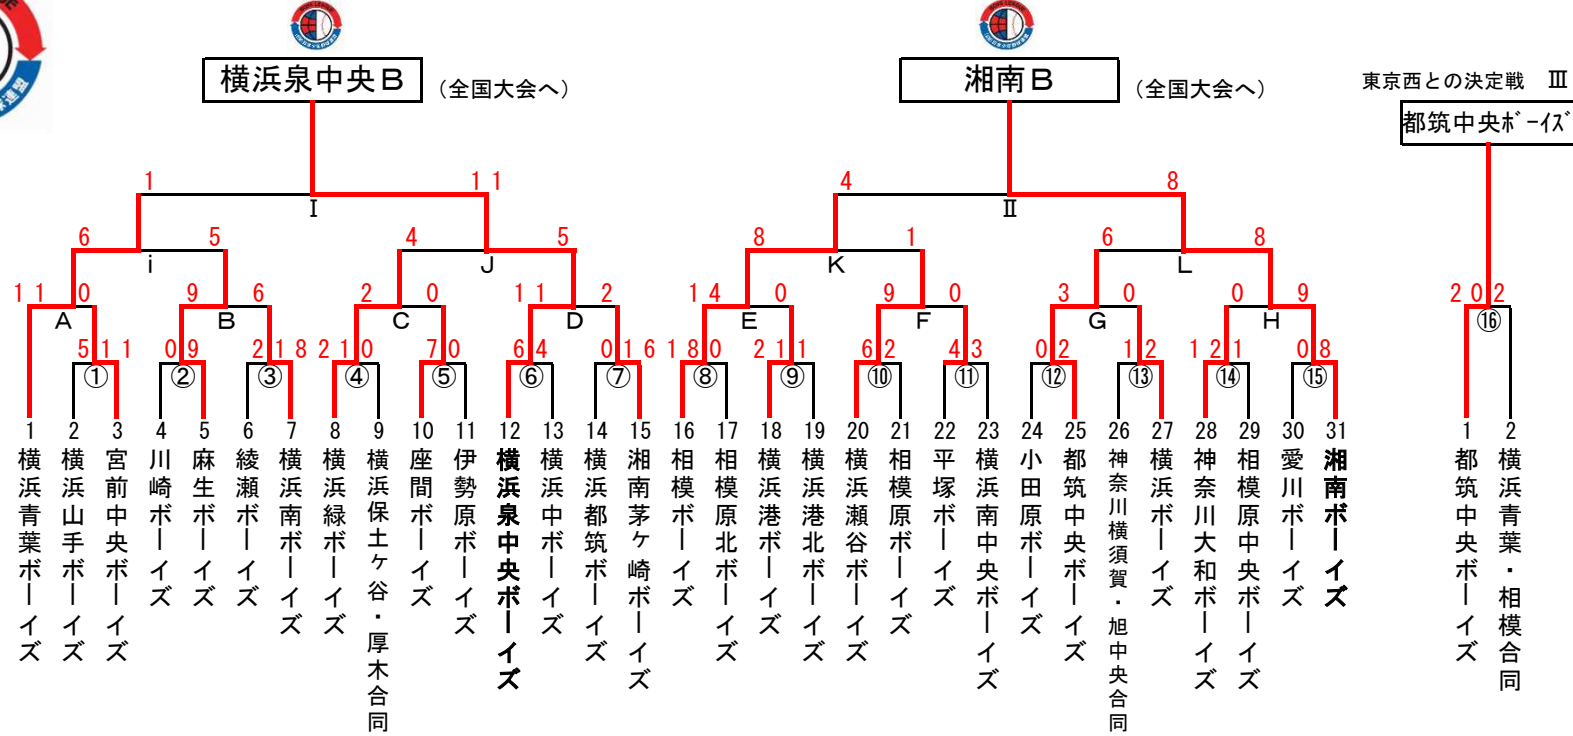 横浜泉中央B
(全国大会へ)
湘南B
(全国大会へ)
東京西との決定戦 Ⅲ
都筑中央ボーイズ
1 11 4 8
Ⅰ Ⅱ
6 5 4 5 8 1 6 8
i J K L
11 0 9 6 2 0 11 2 14 0 9 0 3 0 0 9 20 2
A B C D E F G H ⑯
5 11 0 9 2 18 21 0 7 0 6 4 0 16 18 0 21 1 6 2 4 3 0 2 1 2 12 1 0 8
① ② ③ ④ ⑤ ⑥ ⑦ ⑧ ⑨ ⑩ ⑪ ⑫ ⑬ ⑭ ⑮
1 横浜青葉ボーイズ
2 横浜山手ボーイズ
3 宮前中央ボーイズ
4 川崎ボーイズ
5 麻生ボーイズ
6 綾瀬ボーイズ
7 横浜南ボーイズ
8 横浜緑ボーイズ
9 横浜保土ヶ谷・厚木合同
10 座間ボーイズ
11 伊勢原ボーイズ
12 横浜泉中央ボーイズ
13 横浜中ボーイズ
14 横浜都筑ボーイズ
15 湘南茅ヶ崎ボーイズ
16 相模ボーイズ
17 相模原北ボーイズ
18 横浜港ボーイズ
19 横浜港北ボーイズ
20 横浜瀬谷ボーイズ
21 相模原ボーイズ
22 平塚ボーイズ
23 横浜南中央ボーイズ
24 小田原ボーイズ
25 都筑中央ボーイズ
26 神奈川横須賀・旭中央合同
27 横浜ボーイズ
28 神奈川大和ボーイズ
29 相模原中央ボーイズ
30 愛川ボーイズ
31 湘南ボーイズ
1 都筑中央ボーイズ
2 横浜青葉・相模合同